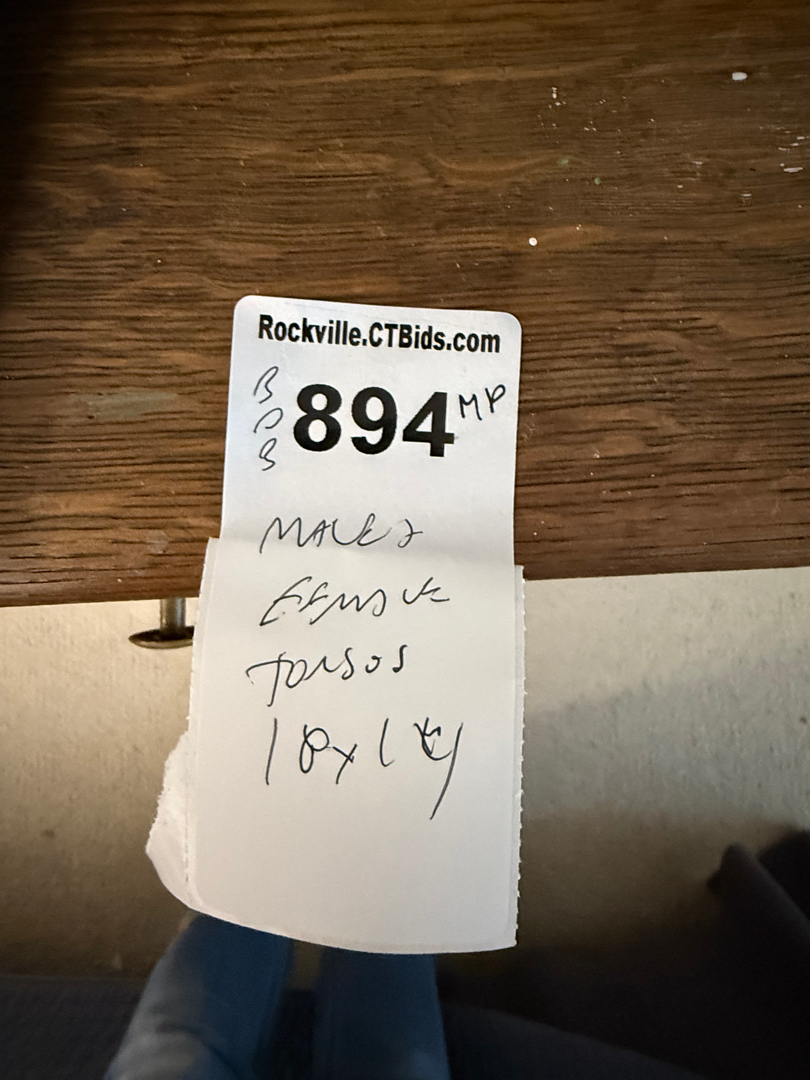 Rockville.CTBids.com
B
D
B
894 MP
MALE &
FEMALE
TORSOS